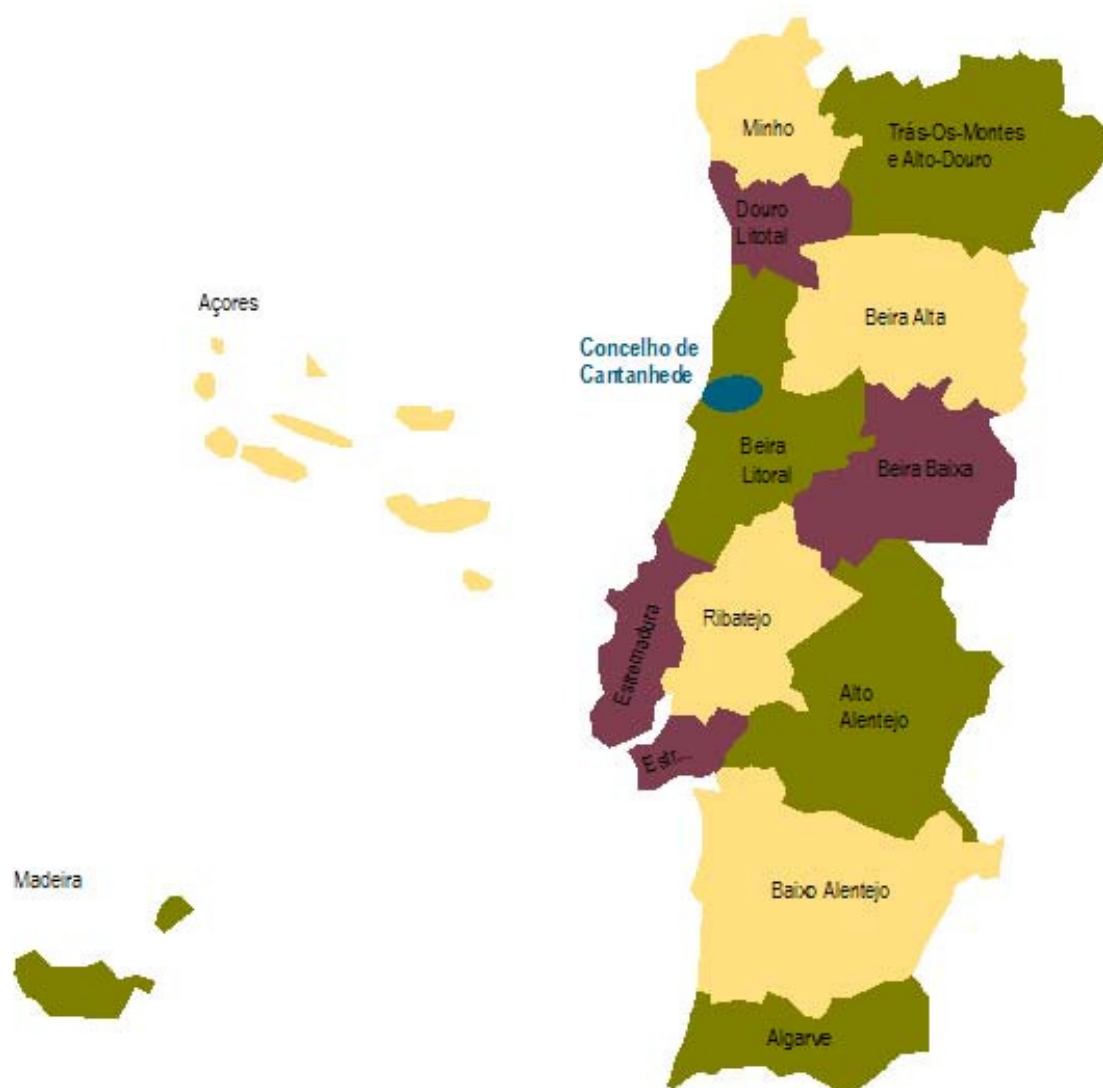 Minho
Trás-Os-Montes
e Alto-Douro
Douro
Litotal
Açores
Beira Alta
Concelho de
Cantanhede
Beira
Litoral
Beira Baixa
Estremadura
Ribatejo
Alto
Alentejo
Estr...
Madeira
Baixo Alentejo
Algarve